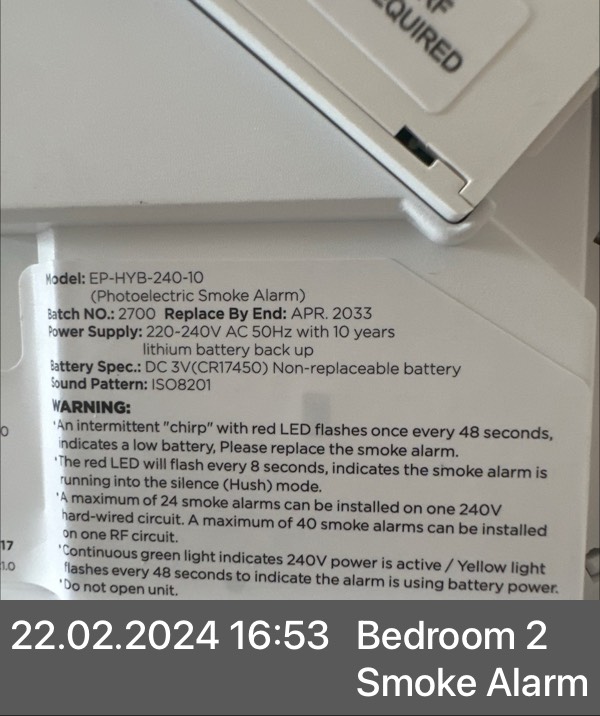 RF
REQUIRED
Model: EP-HYB-240-10
(Photoelectric Smoke Alarm)
Batch NO.: 2700 Replace By End: APR. 2033
Power Supply: 220-240V AC 50Hz with 10 years
lithium battery back up
Battery Spec.: DC 3V(CR17450) Non-replaceable battery
Sound Pattern: ISO8201
WARNING:
*An intermittent "chirp" with red LED flashes once every 48 seconds,
indicates a low battery, Please replace the smoke alarm.
*The red LED will flash every 8 seconds, indicates the smoke alarm is
running into the silence (Hush) mode.
*A maximum of 24 smoke alarms can be installed on one 240V
hard-wired circuit. A maximum of 40 smoke alarms can be installed
on one RF circuit.
*Continuous green light indicates 240V power is active / Yellow light
flashes every 48 seconds to indicate the alarm is using battery power.
*Do not open unit.
22.02.2024 16:53 Bedroom 2
Smoke Alarm